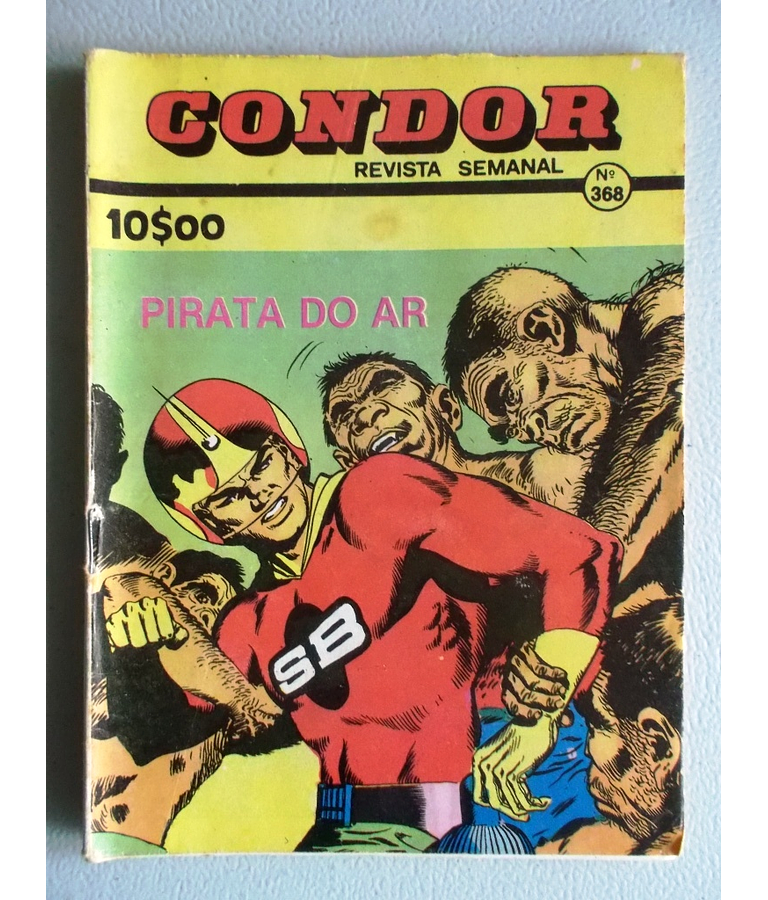 CONDOR
REVISTA SEMANAL
Nº
368
10$00
PIRATA DO AR
SB